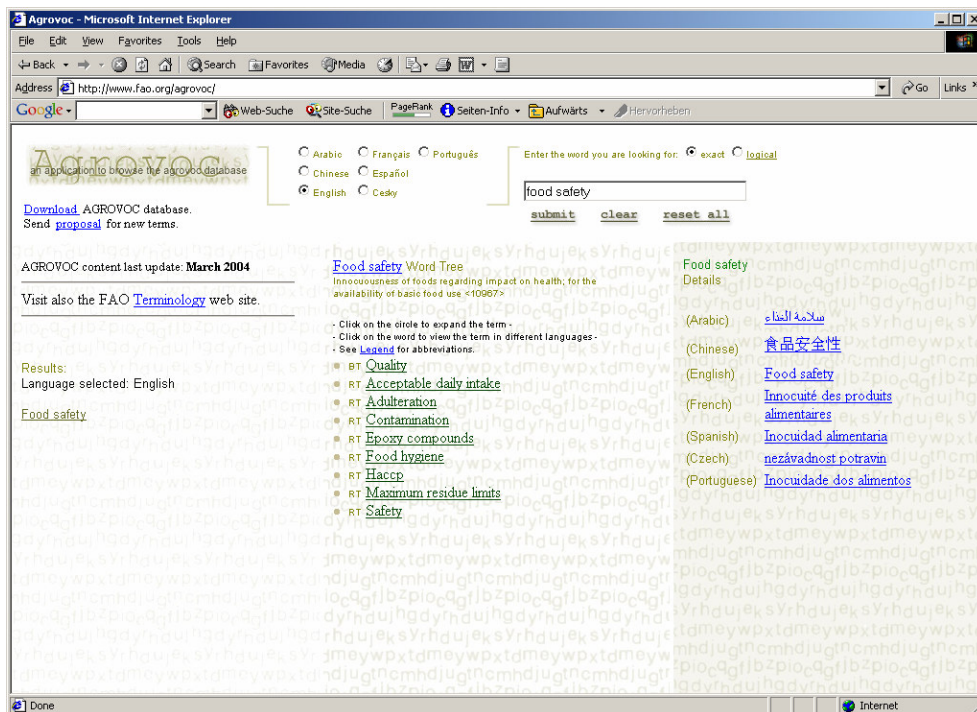 Agrovoc - Microsoft Internet Explorer
File Edit View Favorites Tools Help
Back Search Favorites Media
Address http://www.fao.org/agrovoc/ Go Links »
Google Web-Suche Site-Suche PageRank Seiten-Info Aufwärts Hervorheben
Agrovoc
an application to browse the agrovoc database
Download AGROVOC database.
Send proposal for new terms.
Arabic Français Português
Chinese Español
English Cesky
Enter the word you are looking for: exact logical
food safety
submit clear reset all
AGROVOC content last update: March 2004
Visit also the FAO Terminology web site.
Results:
Language selected: English
Food safety
Food safety Word Tree
Innocuousness of foods regarding impact on health; for the
availability of basic food use <10967>
- Click on the circle to expand the term -
- Click on the word to view the term in different languages -
- See Legend for abbreviations.
BT Quality
RT Acceptable daily intake
RT Adulteration
RT Contamination
RT Epoxy compounds
RT Food hygiene
RT Haccp
RT Maximum residue limits
RT Safety
Food safety
Details
(Arabic) سلامة الغذاء
(Chinese) 食品安全性
(English) Food safety
(French) Innocuité des produits
alimentaires
(Spanish) Inocuidad alimentaria
(Czech) nezávadnost potravin
(Portuguese) Inocuidade dos alimentos
Done Internet